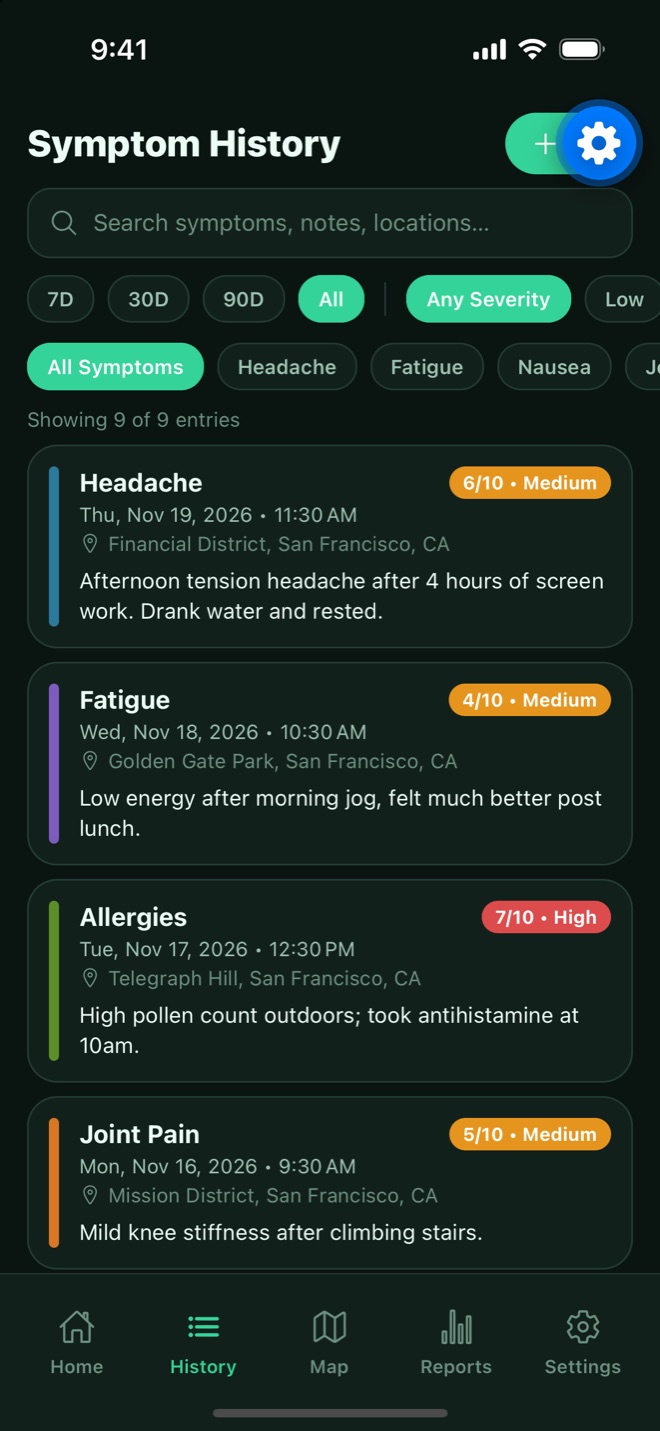 9:41
Symptom History
+
Search symptoms, notes, locations...
7D 30D 90D All Any Severity Low
All Symptoms Headache Fatigue Nausea
Showing 9 of 9 entries
Headache 6/10 • Medium
Thu, Nov 19, 2026 • 11:30 AM
Financial District, San Francisco, CA
Afternoon tension headache after 4 hours of screen
work. Drank water and rested.
Fatigue 4/10 • Medium
Wed, Nov 18, 2026 • 10:30 AM
Golden Gate Park, San Francisco, CA
Low energy after morning jog, felt much better post
lunch.
Allergies 7/10 • High
Tue, Nov 17, 2026 • 12:30 PM
Telegraph Hill, San Francisco, CA
High pollen count outdoors; took antihistamine at
10am.
Joint Pain 5/10 • Medium
Mon, Nov 16, 2026 • 9:30 AM
Mission District, San Francisco, CA
Mild knee stiffness after climbing stairs.
Home History Map Reports Settings